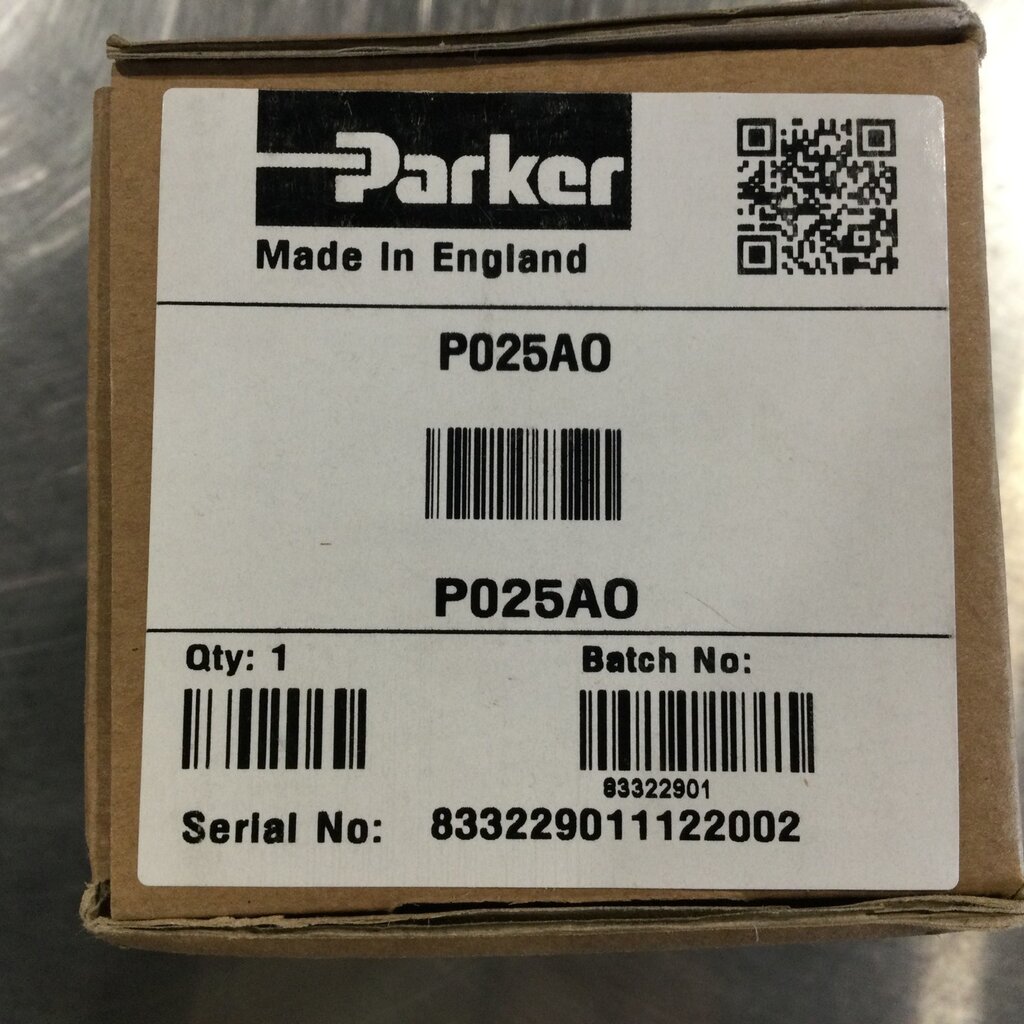 Parker
Made In England
P025AO
P025AO
Qty: 1
Batch No:
83322901
Serial No: 833229011122002